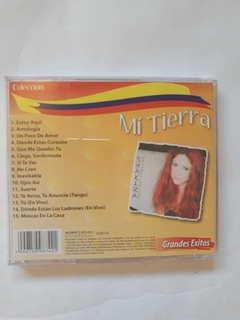 Colección
Mi Tierra
1. Estoy Aquí
2. Antología
3. Un Poco De Amor
4. Dónde Estas Corazón
5. Que Me Quedes Tu
6. Ciega, Sordomuda
7. Si Te Vas
8. No Creo
9. Inevitable
10. Ojos Así
11. Suerte
12. Te Aviso, Te Anuncio (Tango)
13. Tú (En Vivo)
14. Dónde Están Los Ladrones (En Vivo)
15. Moscas En La Casa
SHAKIRA
Grandes Exitos